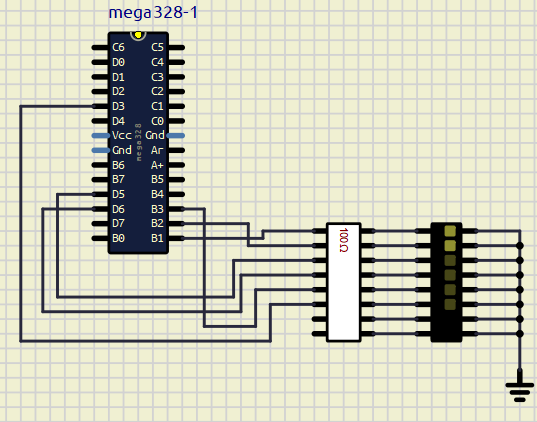 mega328-1
C6 C5
D0 C4
D1 C3
D2 C2
D3 C1
D4 C0
Vcc Gnd
Gnd Ar
B6 A+
B7 B5
D5 B4
D6 B3
D7 B2
B0 B1
mega328
100Ω